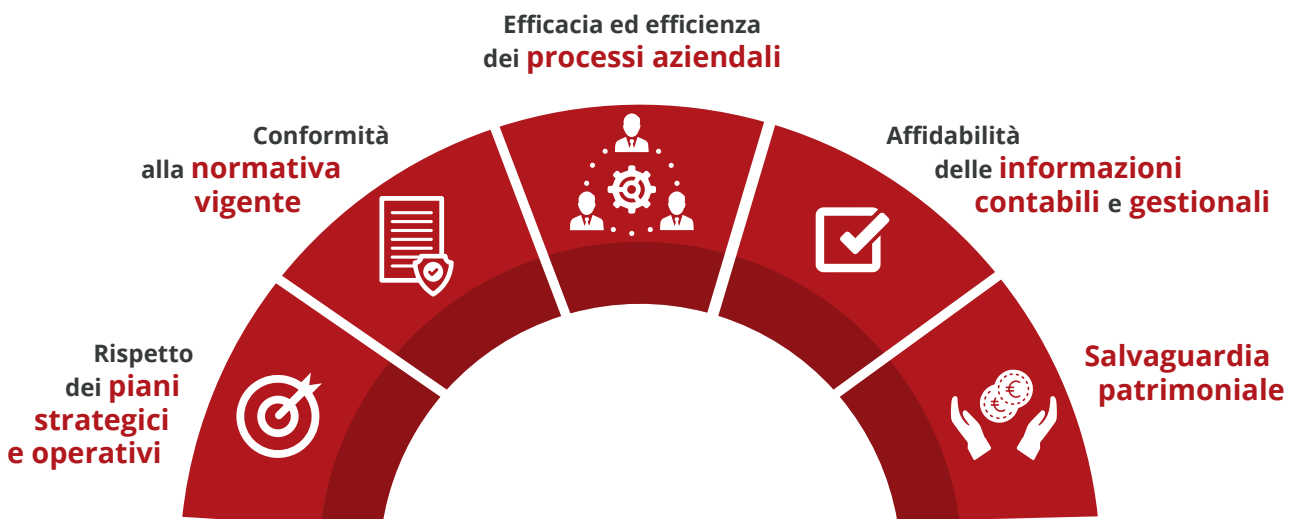 Efficacia ed efficienza
dei processi aziendali
Conformità
alla normativa
vigente
Affidabilità
delle informazioni
contabili e gestionali
Rispetto
dei piani
strategici
e operativi
Salvaguardia
patrimoniale
€
€